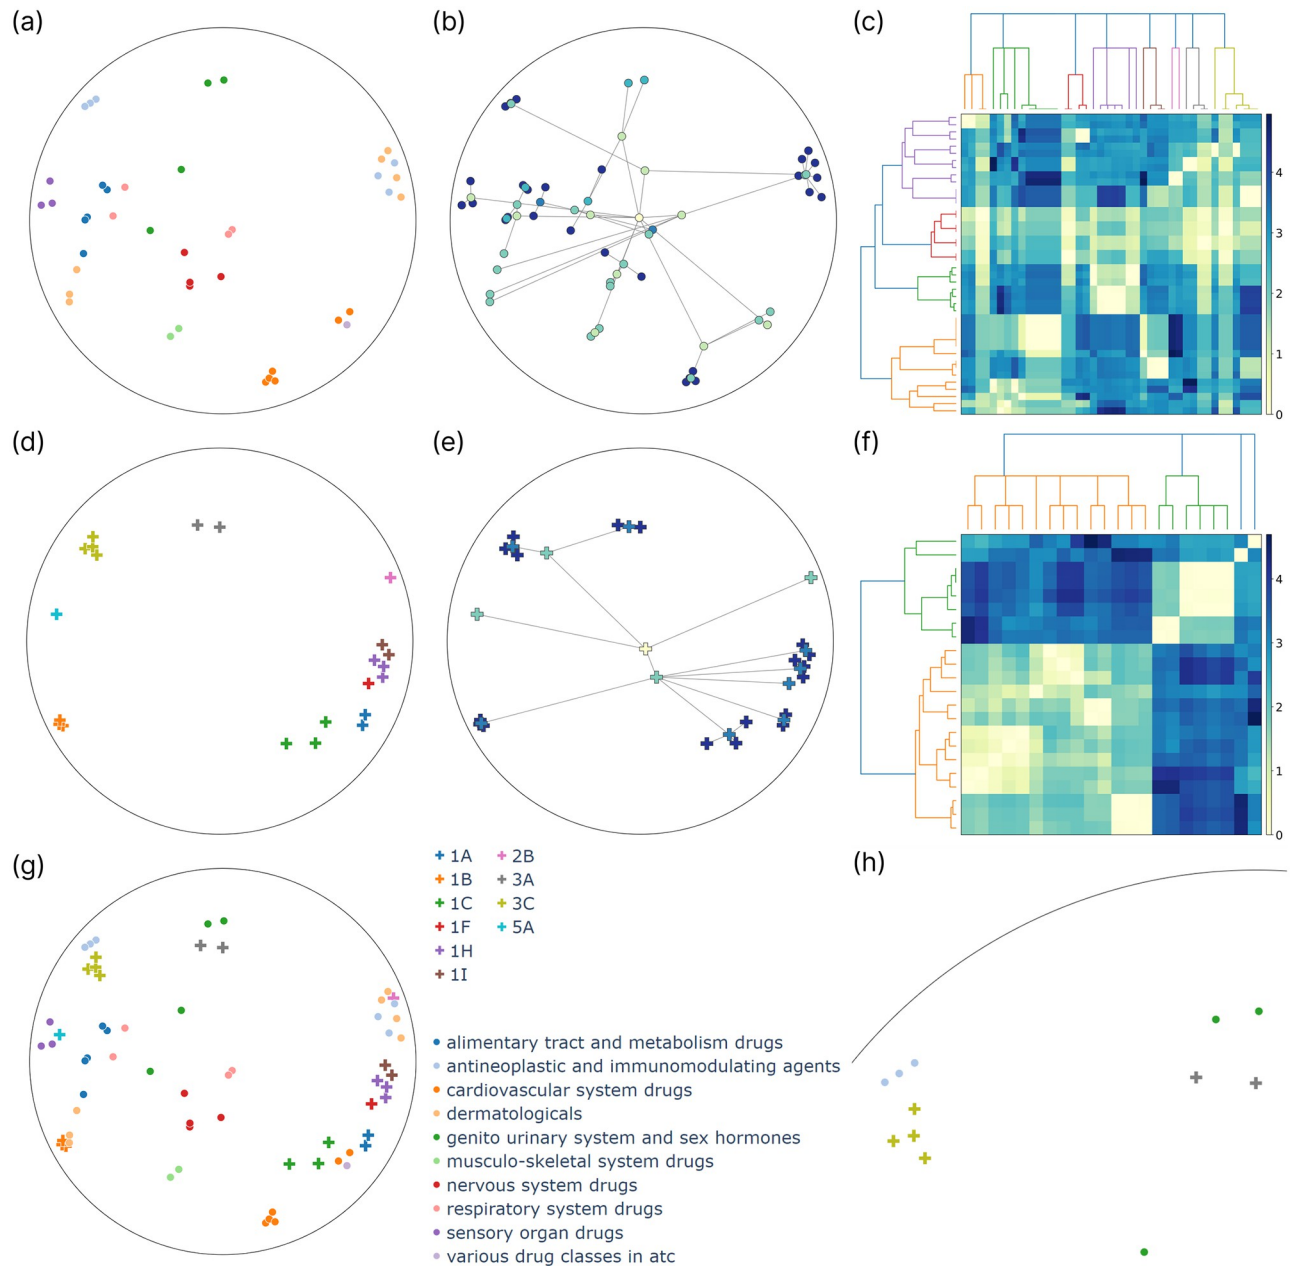 (a)
(b)
(c)
4
3
2
1
0
(d)
(e)
(f)
4
3
2
1
0
(g)
1A
1B
1C
1F
1H
1I
2B
3A
3C
5A
(h)
alimentary tract and metabolism drugs
antineoplastic and immunomodulating agents
cardiovascular system drugs
dermatologicals
genito urinary system and sex hormones
musculo-skeletal system drugs
nervous system drugs
respiratory system drugs
sensory organ drugs
various drug classes in atc